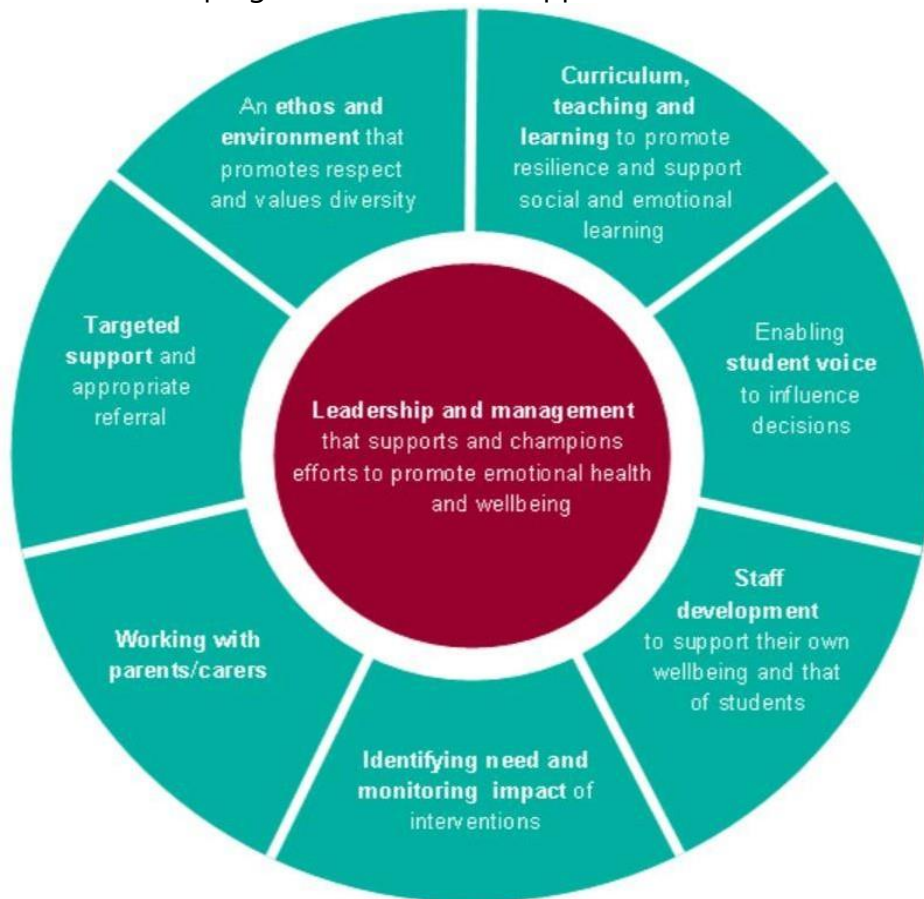 An ethos and
environment that
promotes respect
and values diversity
Curriculum,
teaching and
learning to promote
resilience and support
social and emotional
learning
Enabling
student voice
to influence
decisions
Staff
development
to support their own
wellbeing and that
of students
Identifying need and
monitoring impact of
interventions
Working with
parents/carers
Targeted
support and
appropriate
referral
Leadership and management
that supports and champions
efforts to promote emotional health
and wellbeing